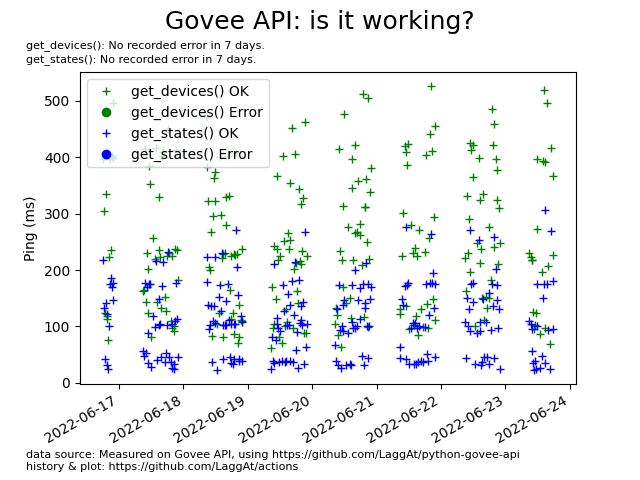 Govee API: is it working?
get_devices(): No recorded error in 7 days.
get_states(): No recorded error in 7 days.
get_devices() OK
get_devices() Error
get_states() OK
get_states() Error
Ping (ms)
500
400
300
200
100
0
2022-06-17
2022-06-18
2022-06-19
2022-06-20
2022-06-21
2022-06-22
2022-06-23
2022-06-24
data source: Measured on Govee API, using https://github.com/LaggAt/python-govee-api
history & plot: https://github.com/LaggAt/actions